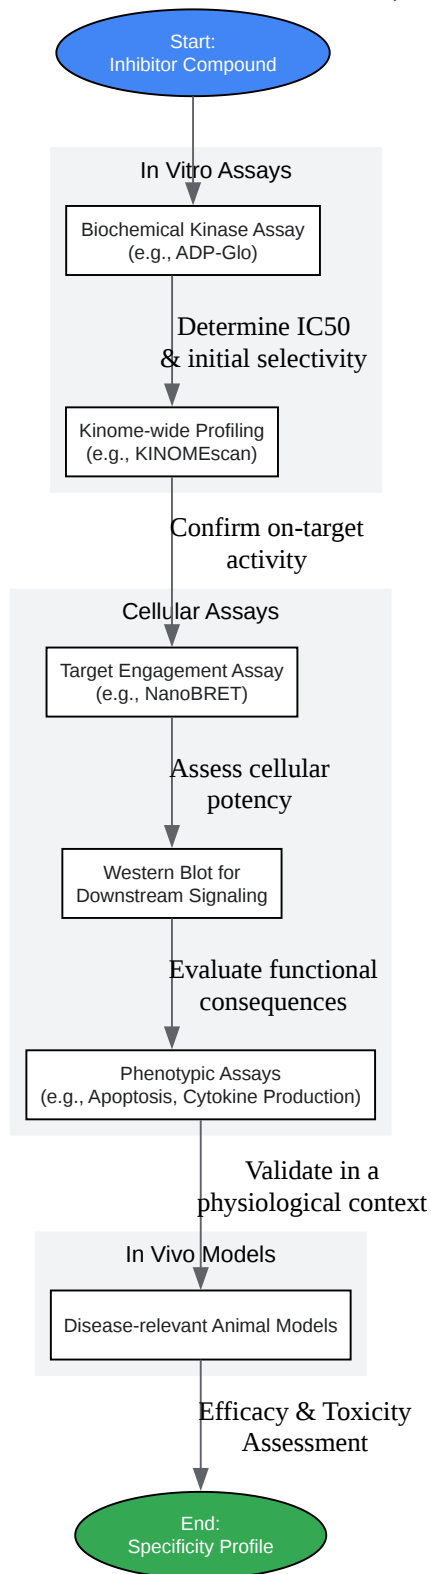 Start:
Inhibitor Compound
In Vitro Assays
Biochemical Kinase Assay
(e.g., ADP-Glo)
Determine IC50
& initial selectivity
Kinome-wide Profiling
(e.g., KINOMEscan)
Confirm on-target
activity
Cellular Assays
Target Engagement Assay
(e.g., NanoBRET)
Assess cellular
potency
Western Blot for
Downstream Signaling
Evaluate functional
consequences
Phenotypic Assays
(e.g., Apoptosis, Cytokine Production)
Validate in a
physiological context
In Vivo Models
Disease-relevant Animal Models
Efficacy & Toxicity
Assessment
End:
Specificity Profile